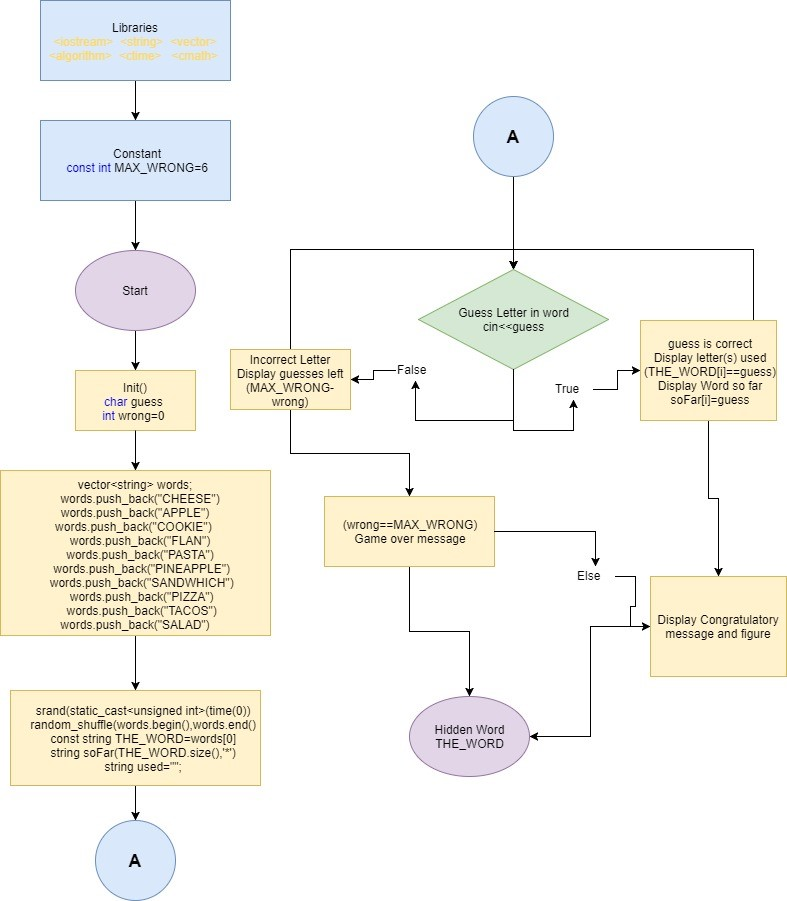 Libraries
<iostream> <string> <vector>
<algorithm> <ctime> <cmath>
Constant
const int MAX_WRONG=6
Start
Init()
char guess
int wrong=0
vector<string> words;
words.push_back("CHEESE")
words.push_back("APPLE")
words.push_back("COOKIE")
words.push_back("FLAN")
words.push_back("PASTA")
words.push_back("PINEAPPLE")
words.push_back("SANDWHICH")
words.push_back("PIZZA")
words.push_back("TACOS")
words.push_back("SALAD")
srand(static_cast<unsigned int>(time(0))
random_shuffle(words.begin(),words.end()
const string THE_WORD=words[0]
string soFar(THE_WORD.size(),'*')
string used="";
A
A
Guess Letter in word
cin<<guess
False
True
Incorrect Letter
Display guesses left
(MAX_WRONG-
wrong)
guess is correct
Display letter(s) used
(THE_WORD[i]==guess)
Display Word so far
soFar[i]=guess
(wrong==MAX_WRONG)
Game over message
Else
Display Congratulatory
message and figure
Hidden Word
THE_WORD